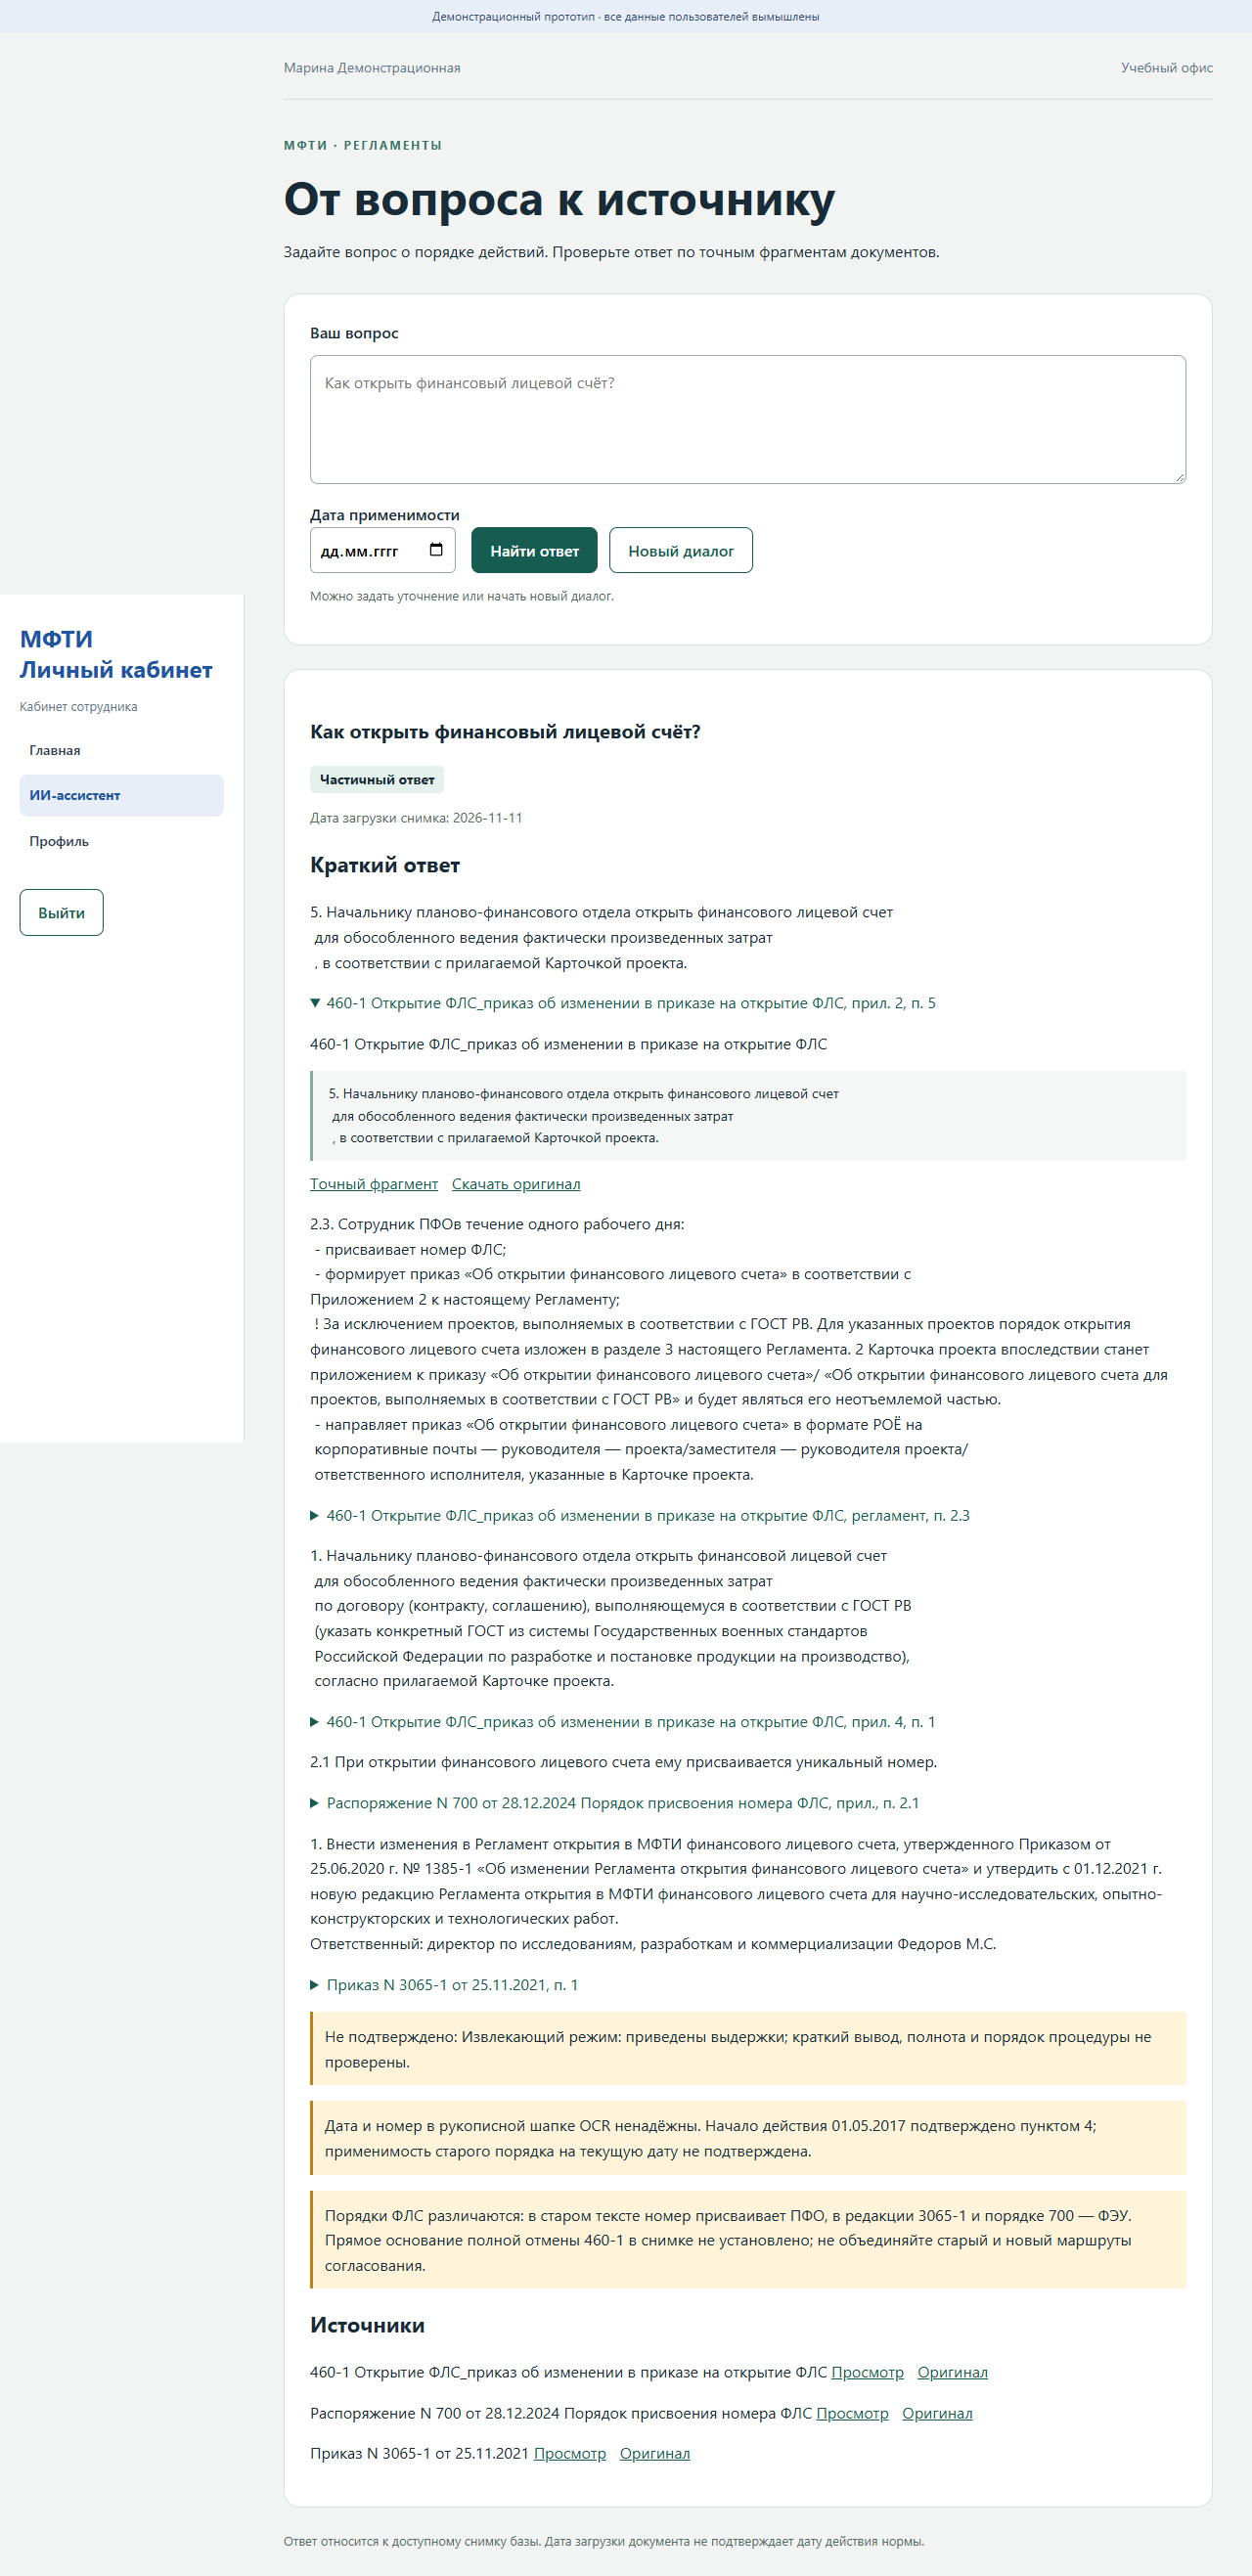 Демонстрационный прототип · все данные пользователей вымышлены
Марина Демонстрационная
Учебный офис
МФТИ · РЕГЛАМЕНТЫ
От вопроса к источнику
Задайте вопрос о порядке действий. Проверьте ответ по точным фрагментам документов.
Ваш вопрос
Как открыть финансовый лицевой счёт?
Дата применимости
дд.мм.гггг
Найти ответ
Новый диалог
Можно задать уточнение или начать новый диалог.
МФТИ
Личный кабинет
Кабинет сотрудника
Главная
ИИ-ассистент
Профиль
Выйти
Как открыть финансовый лицевой счёт?
Частичный ответ
Дата загрузки снимка: 2026-11-11
Краткий ответ
5. Начальнику планово-финансового отдела открыть финансового лицевой счет
для обособленного ведения фактически произведенных затрат
, в соответствии с прилагаемой Карточкой проекта.
460-1 Открытие ФЛС_приказ об изменении в приказе на открытие ФЛС, прил. 2, п. 5
460-1 Открытие ФЛС_приказ об изменении в приказе на открытие ФЛС
5. Начальнику планово-финансового отдела открыть финансового лицевой счет
для обособленного ведения фактически произведенных затрат
, в соответствии с прилагаемой Карточкой проекта.
Точный фрагмент Скачать оригинал
2.3. Сотрудник ПФОв течение одного рабочего дня:
- присваивает номер ФЛС;
- формирует приказ «Об открытии финансового лицевого счета» в соответствии с
Приложением 2 к настоящему Регламенту;
! За исключением проектов, выполняемых в соответствии с ГОСТ РВ. Для указанных проектов порядок открытия
финансового лицевого счета изложен в разделе 3 настоящего Регламента. 2 Карточка проекта впоследствии станет
приложением к приказу «Об открытии финансового лицевого счета»/ «Об открытии финансового лицевого счета для
проектов, выполняемых в соответствии с ГОСТ РВ» и будет являться его неотъемлемой частью.
- направляет приказ «Об открытии финансового лицевого счета» в формате РОЁ на
корпоративные почты — руководителя — проекта/заместителя — руководителя проекта/
ответственного исполнителя, указанные в Карточке проекта.
460-1 Открытие ФЛС_приказ об изменении в приказе на открытие ФЛС, регламент, п. 2.3
1. Начальнику планово-финансового отдела открыть финансовой лицевой счет
для обособленного ведения фактически произведенных затрат
по договору (контракту, соглашению), выполняющемуся в соответствии с ГОСТ РВ
(указать конкретный ГОСТ из системы Государственных военных стандартов
Российской Федерации по разработке и постановке продукции на производство),
согласно прилагаемой Карточке проекта.
460-1 Открытие ФЛС_приказ об изменении в приказе на открытие ФЛС, прил. 4, п. 1
2.1 При открытии финансового лицевого счета ему присваивается уникальный номер.
Распоряжение N 700 от 28.12.2024 Порядок присвоения номера ФЛС, прил., п. 2.1
1. Внести изменения в Регламент открытия в МФТИ финансового лицевого счета, утвержденного Приказом от
25.06.2020 г. № 1385-1 «Об изменении Регламента открытия финансового лицевого счета» и утвердить с 01.12.2021 г.
новую редакцию Регламента открытия в МФТИ финансового лицевого счета для научно-исследовательских, опытно-
конструкторских и технологических работ.
Ответственный: директор по исследованиям, разработкам и коммерциализации Федоров М.С.
Приказ N 3065-1 от 25.11.2021, п. 1
Не подтверждено: Извлекающий режим: приведены выдержки; краткий вывод, полнота и порядок процедуры не
проверены.
Дата и номер в рукописной шапке OCR ненадёжны. Начало действия 01.05.2017 подтверждено пунктом 4;
применимость старого порядка на текущую дату не подтверждена.
Порядки ФЛС различаются: в старом тексте номер присваивает ПФО, в редакции 3065-1 и порядке 700 — ФЭУ.
Прямое основание полной отмены 460-1 в снимке не установлено; не объединяйте старый и новый маршруты
согласования.
Источники
460-1 Открытие ФЛС_приказ об изменении в приказе на открытие ФЛС Просмотр Оригинал
Распоряжение N 700 от 28.12.2024 Порядок присвоения номера ФЛС Просмотр Оригинал
Приказ N 3065-1 от 25.11.2021 Просмотр Оригинал
Ответ относится к доступному снимку базы. Дата загрузки документа не подтверждает дату действия нормы.